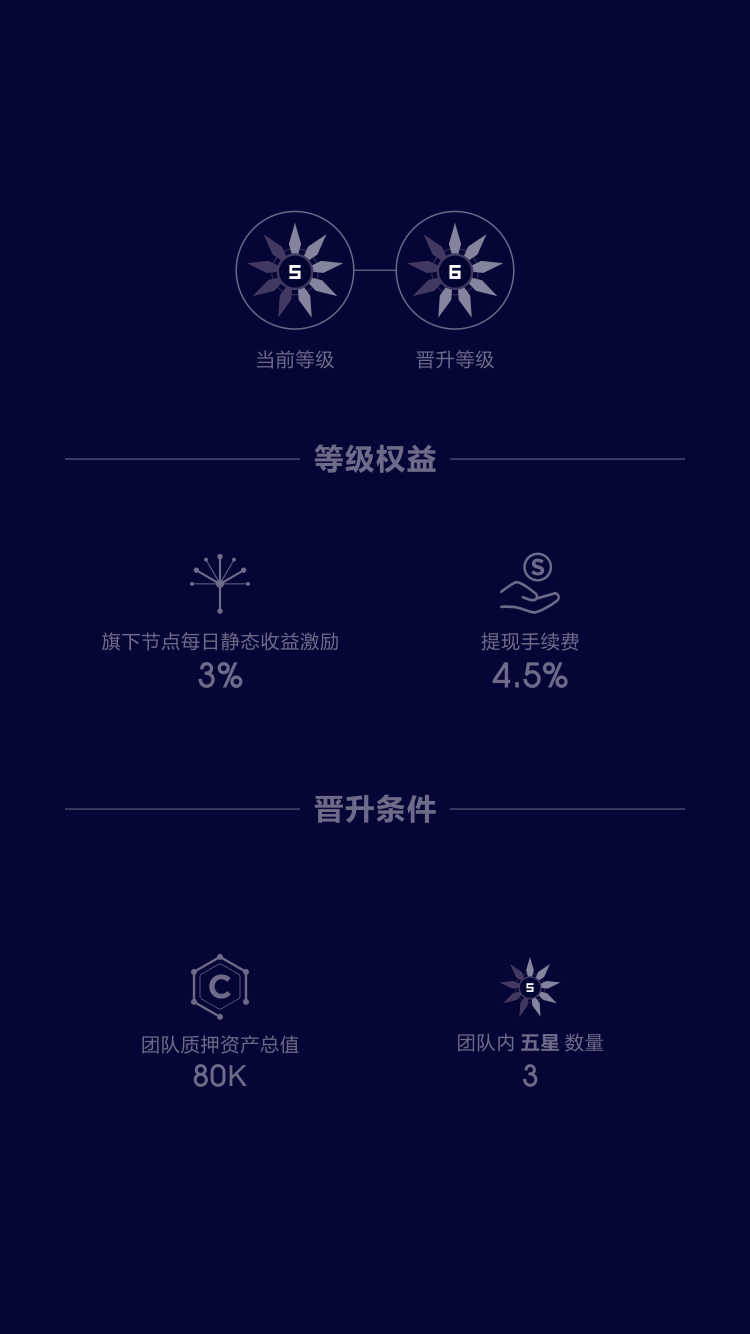 5 6
当前等级 晋升等级
等级权益
S
旗下节点每日静态收益激励 提现手续费
3% 4.5%
晋升条件
C 5
团队质押资产总值 团队内 五星 数量
80K 3